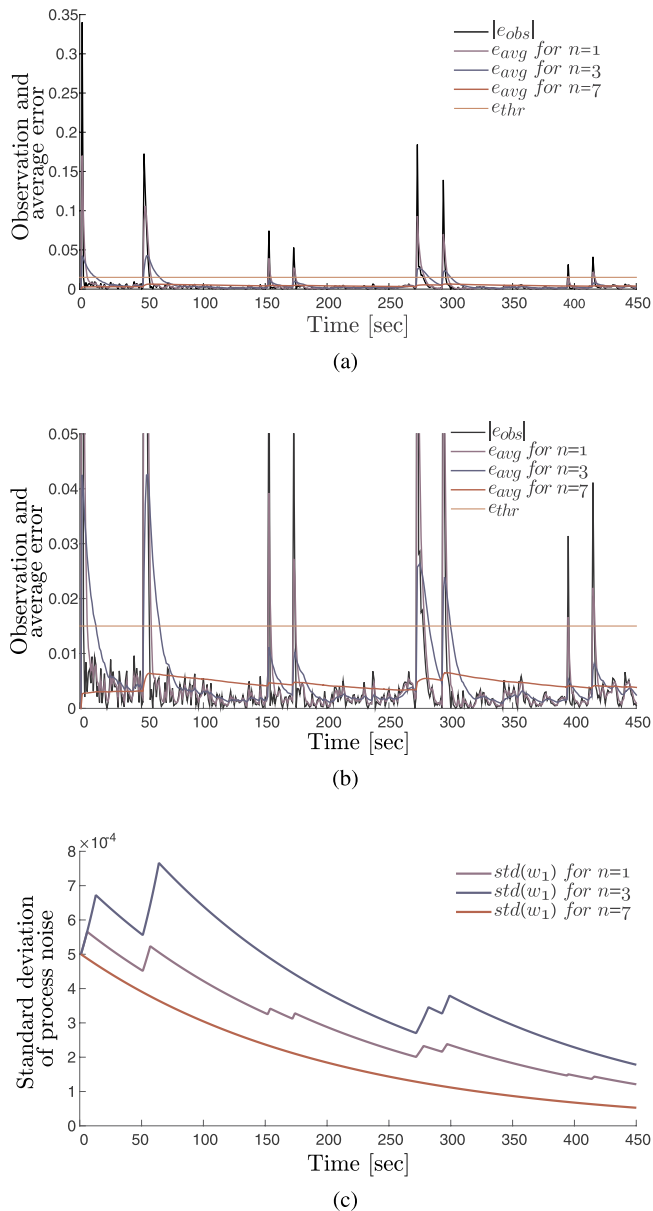 0.35
0.3
0.25
0.2
0.15
0.1
0.05
0
Observation and
average error
|e_obs|
e_avg for n=1
e_avg for n=3
e_avg for n=7
e_thr
0 50 100 150 200 250 300 350 400 450
Time [sec]
(a)
0.05
0.04
0.03
0.02
0.01
0
Observation and
average error
|e_obs|
e_avg for n=1
e_avg for n=3
e_avg for n=7
e_thr
0 50 100 150 200 250 300 350 400 450
Time [sec]
(b)
×10⁻⁴
8
7
6
5
4
3
2
1
0
Standard deviation
of process noise
std(w₁) for n=1
std(w₁) for n=3
std(w₁) for n=7
0 50 100 150 200 250 300 350 400 450
Time [sec]
(c)